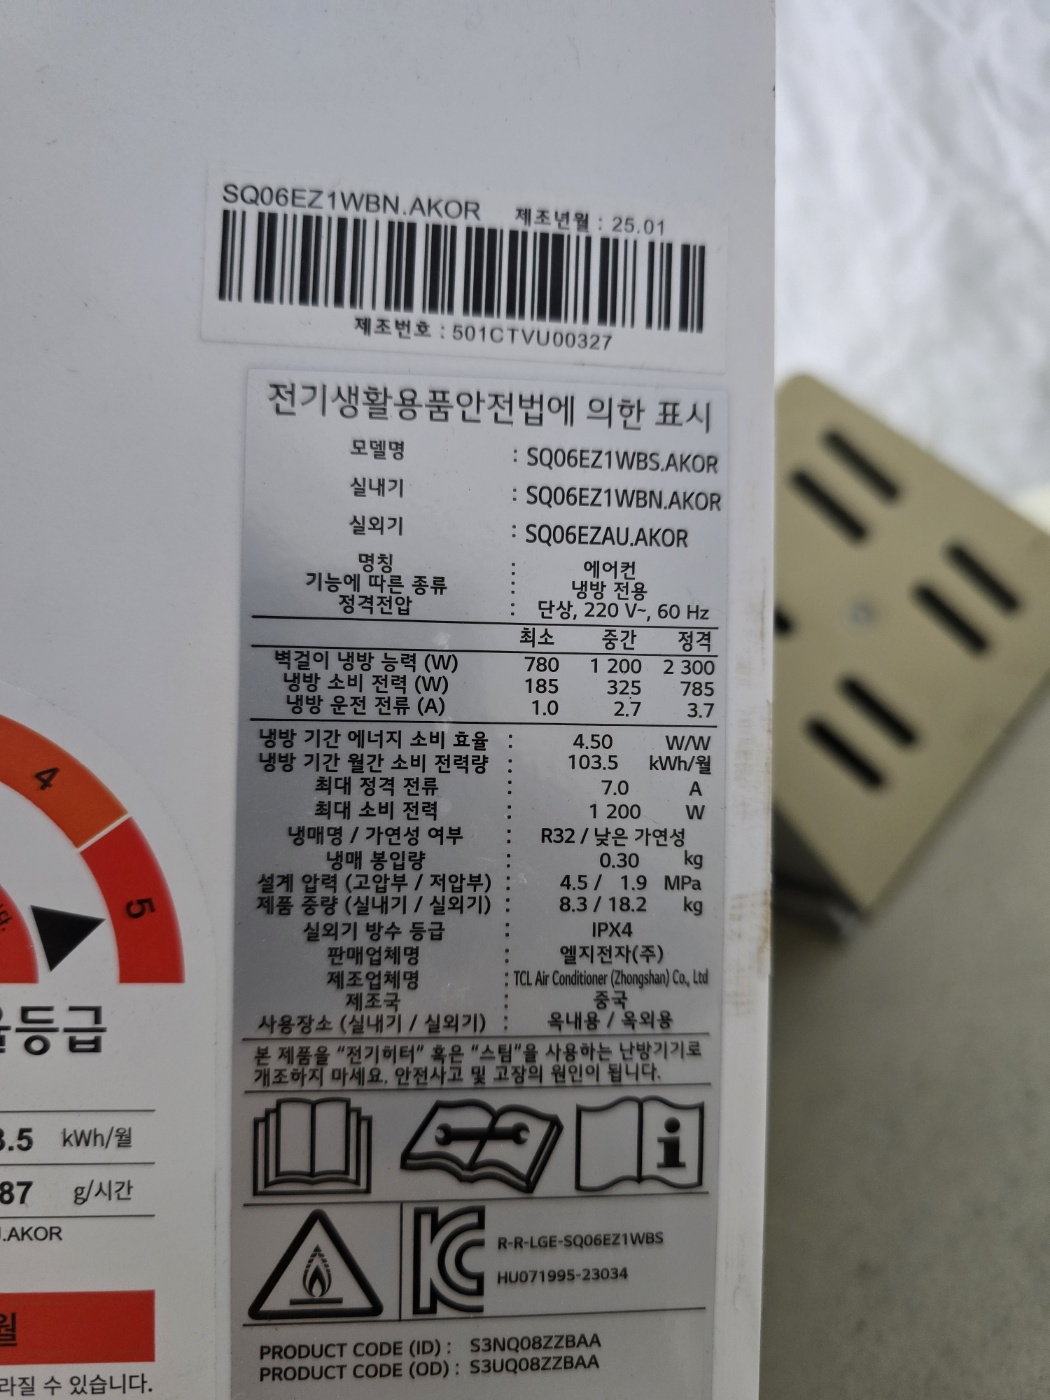 SQ06EZ1WBN.AKOR 제조년월 : 25.01
제조번호 : 501CTVU00327
전기생활용품안전법에 의한 표시
모델명 : SQ06EZ1WBS.AKOR
실내기 : SQ06EZ1WBN.AKOR
실외기 : SQ06EZAU.AKOR
명칭 : 에어컨
기능에 따른 종류 : 냉방 전용
정격전압 : 단상, 220 V~, 60 Hz
최소 중간 정격
벽걸이 냉방 능력 (W) 780 1 200 2 300
냉방 소비 전력 (W) 185 325 785
냉방 운전 전류 (A) 1.0 2.7 3.7
냉방 기간 에너지 소비 효율 : 4.50 W/W
냉방 기간 월간 소비 전력량 : 103.5 kWh/월
최대 정격 전류 : 7.0 A
최대 소비 전력 : 1 200 W
냉매명 / 가연성 여부 : R32 / 낮은 가연성
냉매 봉입량 : 0.30 kg
설계 압력 (고압부 / 저압부) : 4.5 / 1.9 MPa
제품 중량 (실내기 / 실외기) : 8.3 / 18.2 kg
실외기 방수 등급 : IPX4
판매업체명 : 엘지전자(주)
제조업체명 : TCL Air Conditioner (Zhongshan) Co., Ltd
제조국 : 중국
사용장소 (실내기 / 실외기) : 옥내용 / 옥외용
본 제품을 "전기히터" 혹은 "스팀"을 사용하는 난방기기로
개조하지 마세요. 안전사고 및 고장의 원인이 됩니다.
R-R-LGE-SQ06EZ1WBS
HU071995-23034
PRODUCT CODE (ID) : S3NQ08ZZBAA
PRODUCT CODE (OD) : S3UQ08ZZBAA
4
5
등급
3.5 kWh/월
87 g/시간
.AKOR
월
라질 수 있습니다.